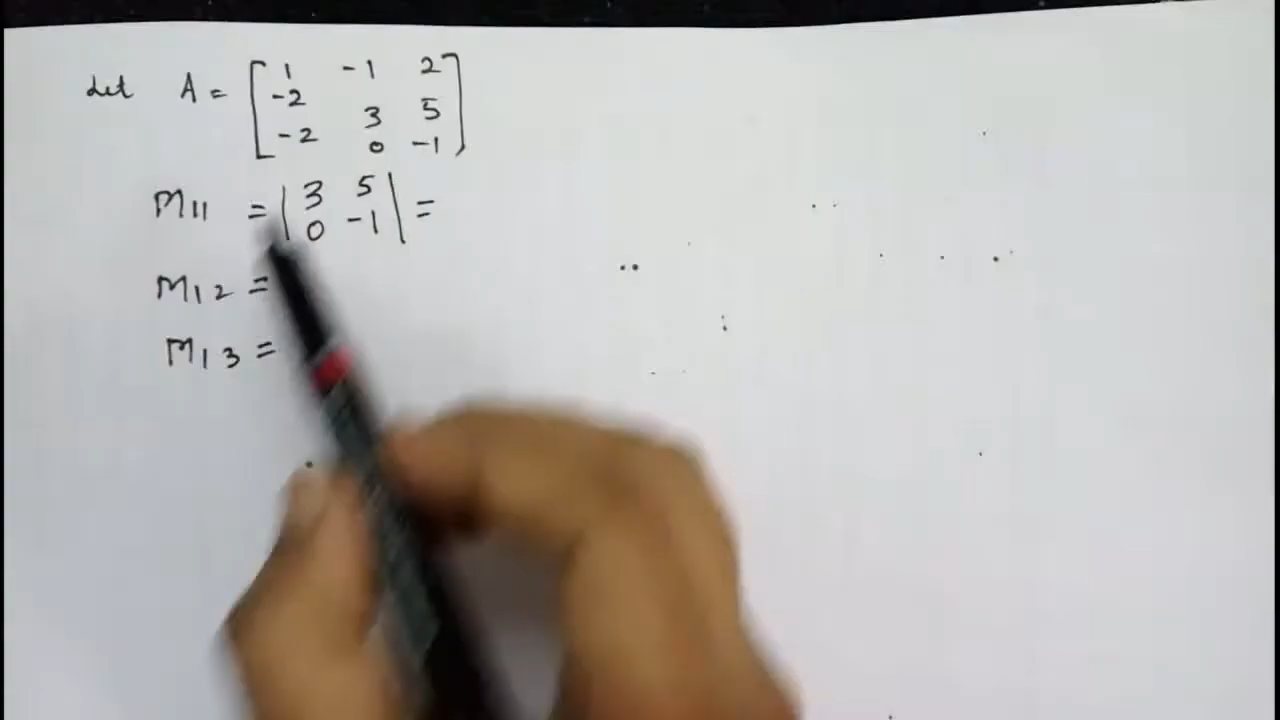 Let A = [ 1 -1 2
-2 3 5
-2 0 -1 ]
M11 = | 3 5
0 -1 | =
M12 =
M13 =